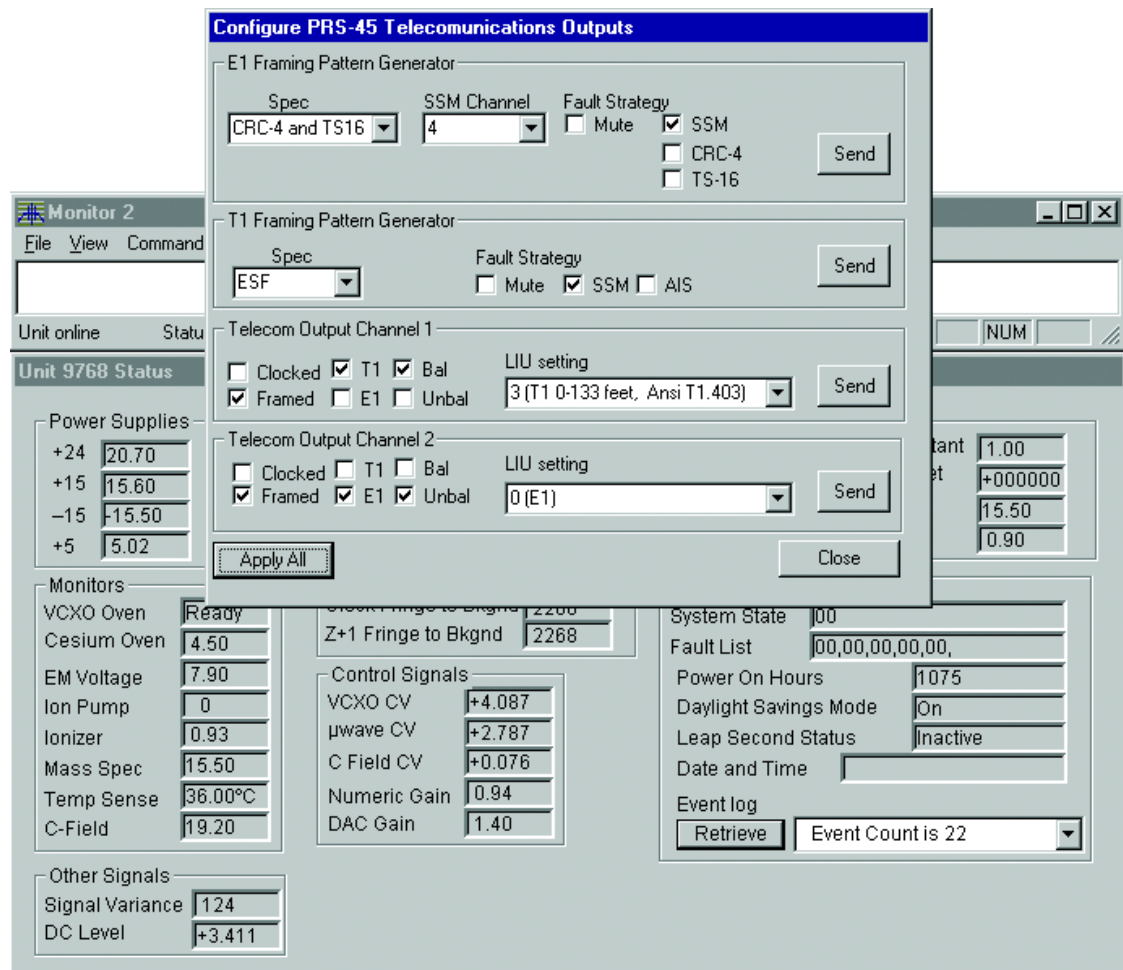 Configure PRS-45 Telecomunications Outputs
E1 Framing Pattern Generator
Spec
SSM Channel
Fault Strategy
CRC-4 and TS16
4
Mute
SSM
CRC-4
TS-16
Send
T1 Framing Pattern Generator
Spec
Fault Strategy
ESF
Mute
SSM
AIS
Send
Telecom Output Channel 1
Clocked
T1
Bal
Framed
E1
Unbal
LIU setting
3 (T1 0-133 feet, Ansi T1.403)
Send
Telecom Output Channel 2
Clocked
T1
Bal
Framed
E1
Unbal
LIU setting
0 (E1)
Send
Apply All
Close
Monitor 2
File View Command
Unit online
NUM
Unit 9768 Status
Power Supplies
+24 20.70
+15 15.60
–15 -15.50
+5 5.02
1.00
+000000
15.50
0.90
Monitors
VCXO Oven Ready
Cesium Oven 4.50
EM Voltage 7.90
Ion Pump 0
Ionizer 0.93
Mass Spec 15.50
Temp Sense 36.00°C
C-Field 19.20
Other Signals
Signal Variance 124
DC Level +3.411
Clock Fringe to Bkgnd
Z+1 Fringe to Bkgnd 2268
Control Signals
VCXO CV +4.087
µwave CV +2.787
C Field CV +0.076
Numeric Gain 0.94
DAC Gain 1.40
System State 00
Fault List 00,00,00,00,00,
Power On Hours 1075
Daylight Savings Mode On
Leap Second Status Inactive
Date and Time
Event log
Retrieve Event Count is 22